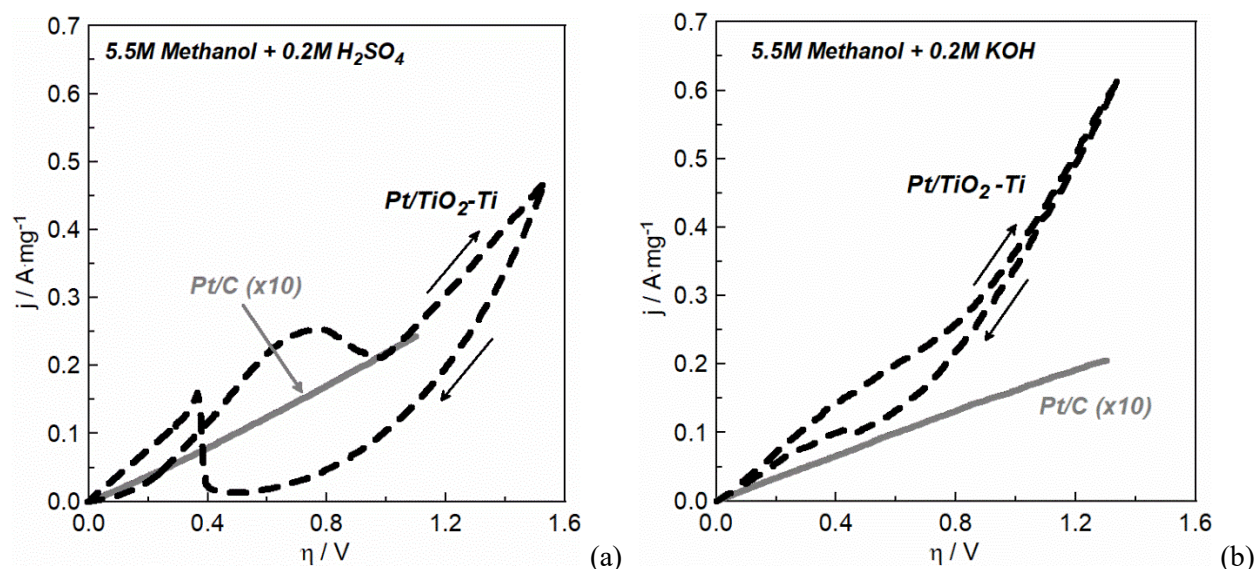 0.7
0.6
0.5
0.4
0.3
0.2
0.1
0.0
j / A·mg⁻¹
5.5M Methanol + 0.2M H₂SO₄
Pt/TiO₂-Ti
Pt/C (x10)
0.0 0.4 0.8 1.2 1.6
η / V
(a)
0.7
0.6
0.5
0.4
0.3
0.2
0.1
0.0
j / A·mg⁻¹
5.5M Methanol + 0.2M KOH
Pt/TiO₂ -Ti
Pt/C (x10)
0.0 0.4 0.8 1.2 1.6
η / V
(b)